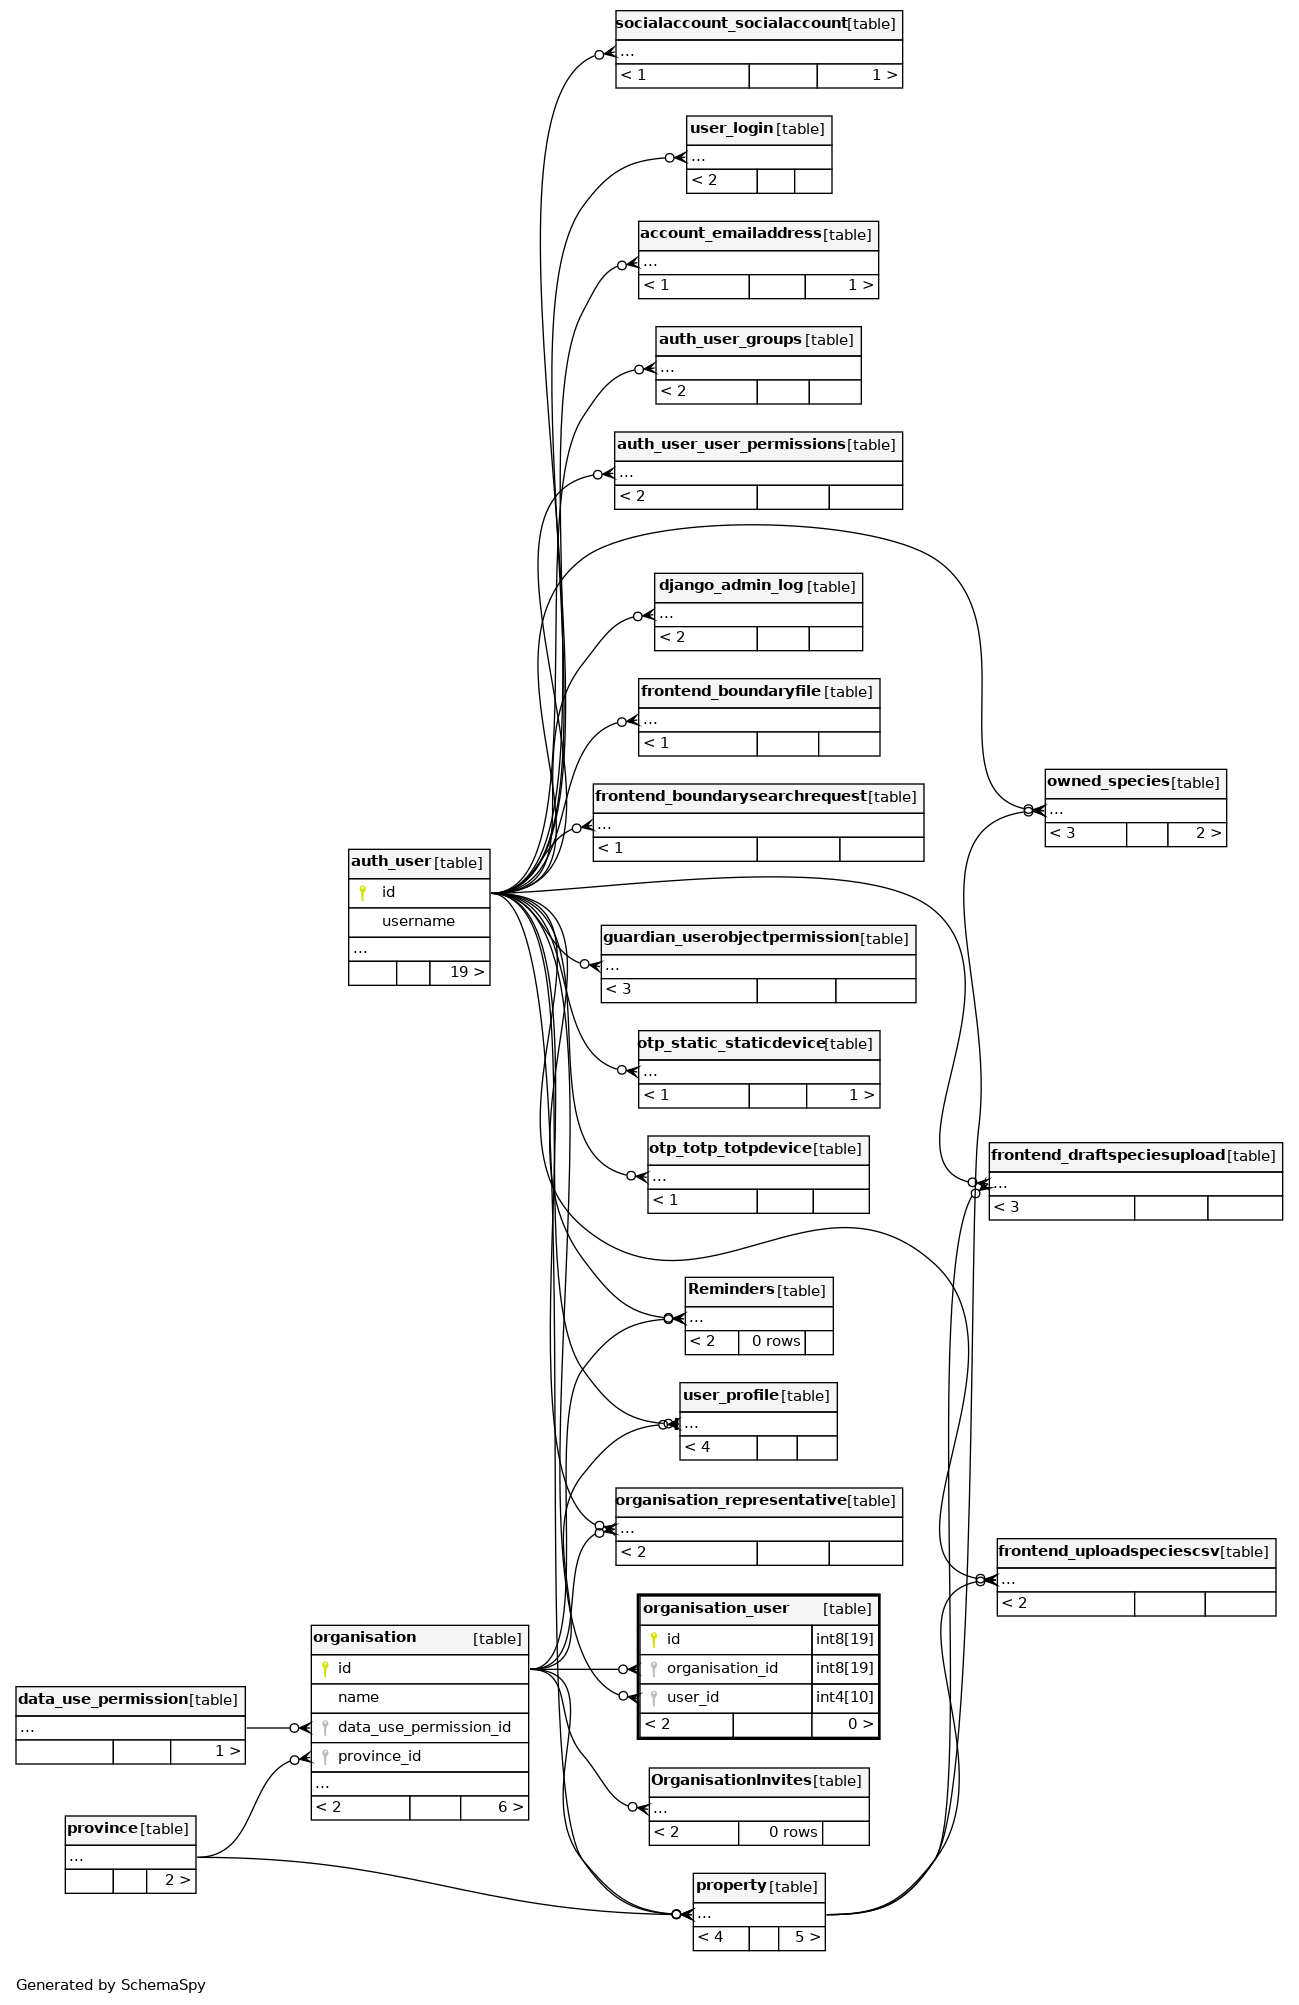 socialaccount_socialaccount [table]
...
< 1 1 >
user_login [table]
...
< 2
account_emailaddress [table]
...
< 1 1 >
auth_user_groups [table]
...
< 2
auth_user_user_permissions [table]
...
< 2
django_admin_log [table]
...
< 2
frontend_boundaryfile [table]
...
< 1
frontend_boundarysearchrequest [table]
...
< 1
owned_species [table]
...
< 3 2 >
auth_user [table]
id
username
...
19 >
guardian_userobjectpermission [table]
...
< 3
otp_static_staticdevice [table]
...
< 1 1 >
otp_totp_totpdevice [table]
...
< 1
frontend_draftspeciesupload [table]
...
< 3
Reminders [table]
...
< 2 0 rows
user_profile [table]
...
< 4
organisation_representative [table]
...
< 2
frontend_uploadspeciescsv [table]
...
< 2
organisation_user [table]
id int8[19]
organisation_id int8[19]
user_id int4[10]
< 2 0 >
organisation [table]
id
name
data_use_permission_id
province_id
...
< 2 6 >
data_use_permission [table]
...
1 >
OrganisationInvites [table]
...
< 2 0 rows
province [table]
...
2 >
property [table]
...
< 4 5 >
Generated by SchemaSpy